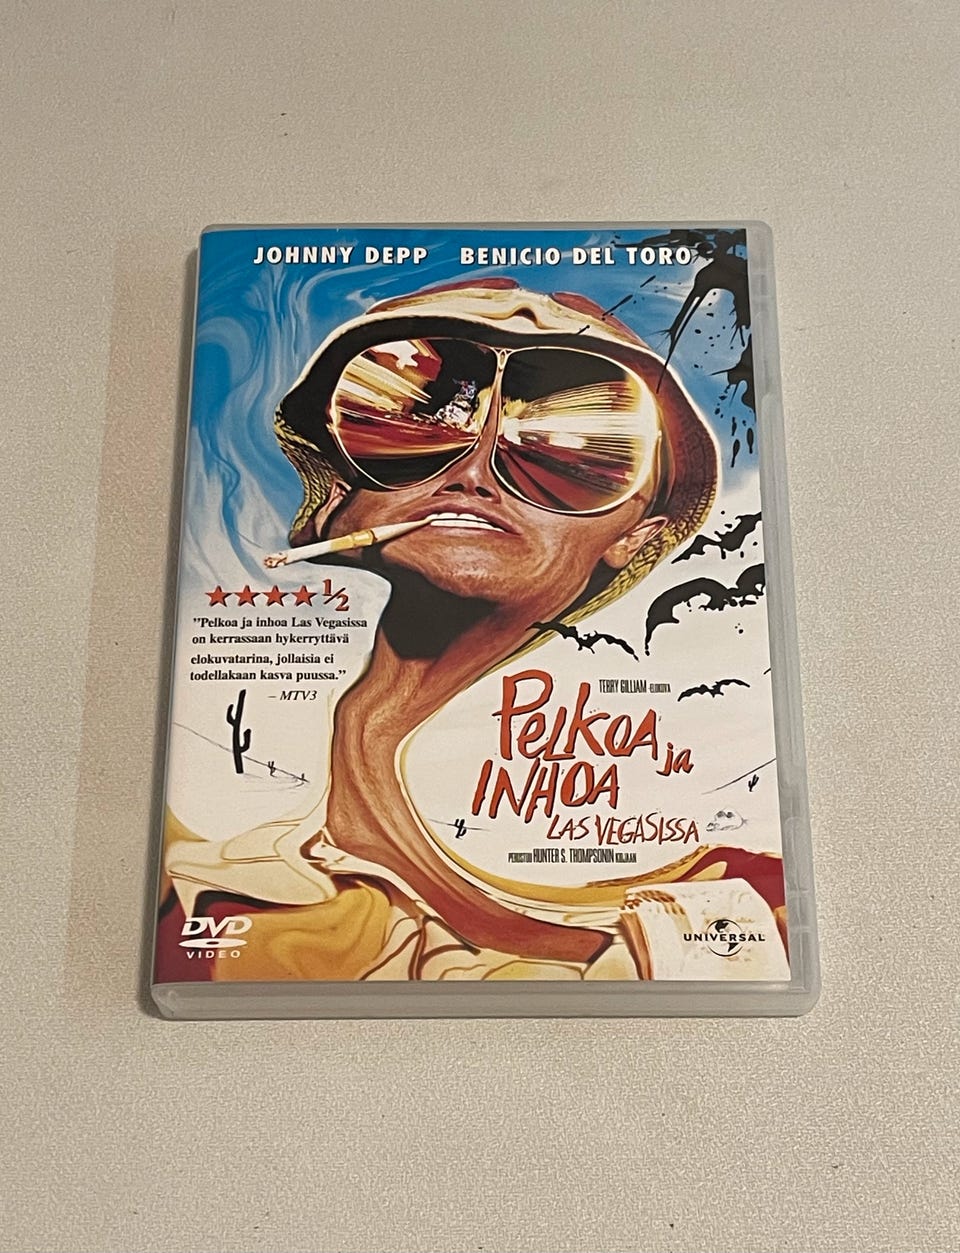 JOHNNY DEPP BENICIO DEL TORO
★★★★½
"Pelkoa ja inhoa Las Vegasissa
on kerrassaan hykerryttävä
elokuvatarina, jollaisia ei
todellakaan kasva puussa."
– MTV3
TERRY GILLIAM -ELOKUVA
PELKOA ja
INHOA
LAS VEGASISSA
PERUSTUU HUNTER S. THOMPSONIN KIRJAAN
DVD
VIDEO
UNIVERSAL